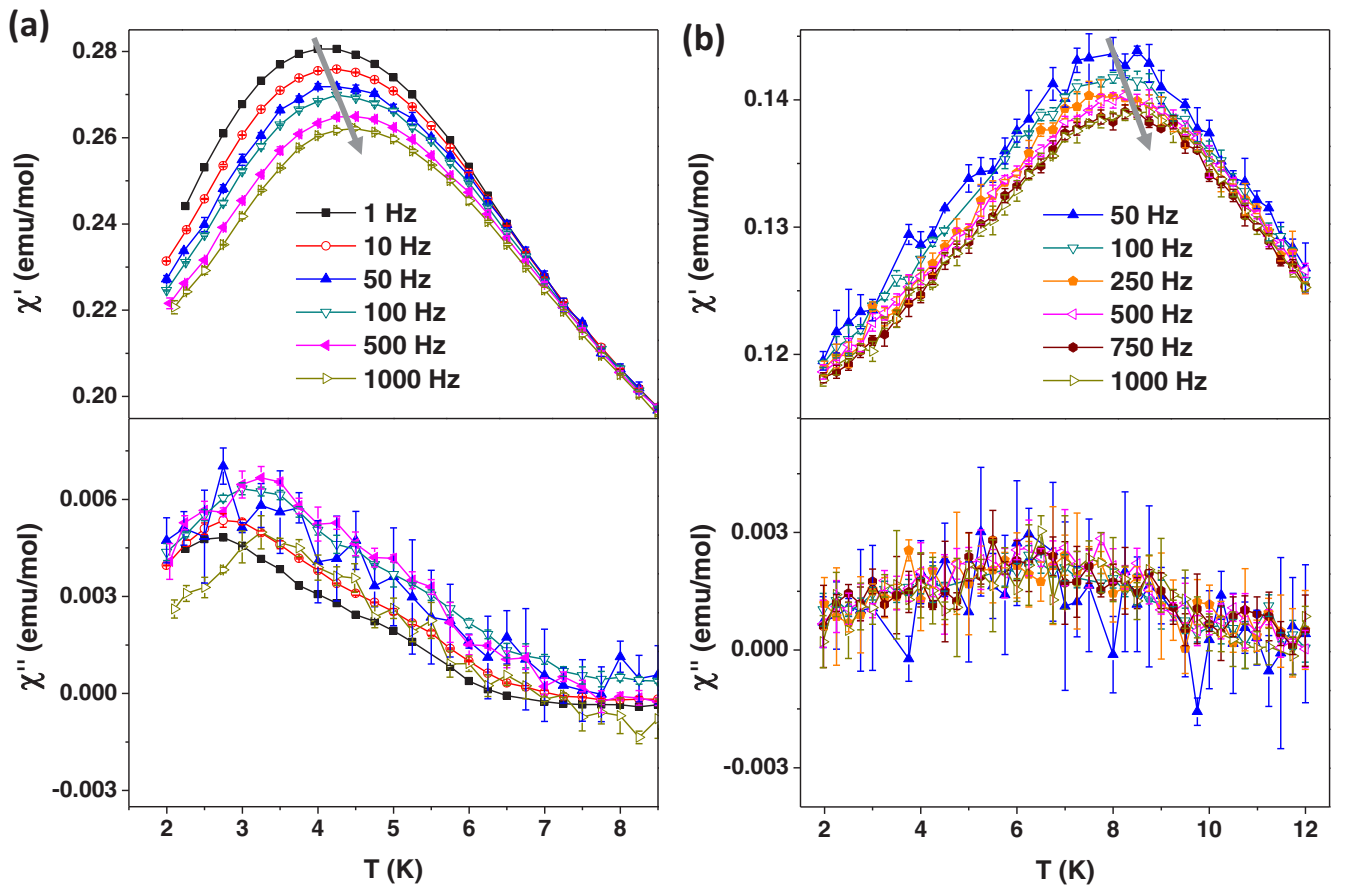 (a)
χ' (emu/mol)
0.28
0.26
0.24
0.22
0.20
1 Hz
10 Hz
50 Hz
100 Hz
500 Hz
1000 Hz
χ'' (emu/mol)
0.006
0.003
0.000
-0.003
2 3 4 5 6 7 8
T (K)
(b)
χ' (emu/mol)
0.14
0.13
0.12
50 Hz
100 Hz
250 Hz
500 Hz
750 Hz
1000 Hz
χ'' (emu/mol)
0.003
0.000
-0.003
2 4 6 8 10 12
T (K)